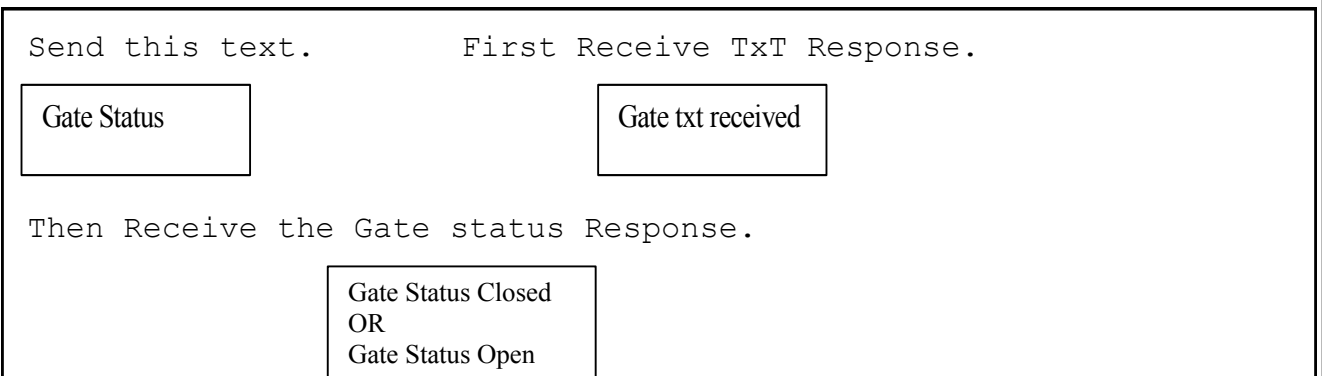 Send this text. First Receive TxT Response.
Gate Status Gate txt received
Then Receive the Gate status Response.
Gate Status Closed
OR
Gate Status Open